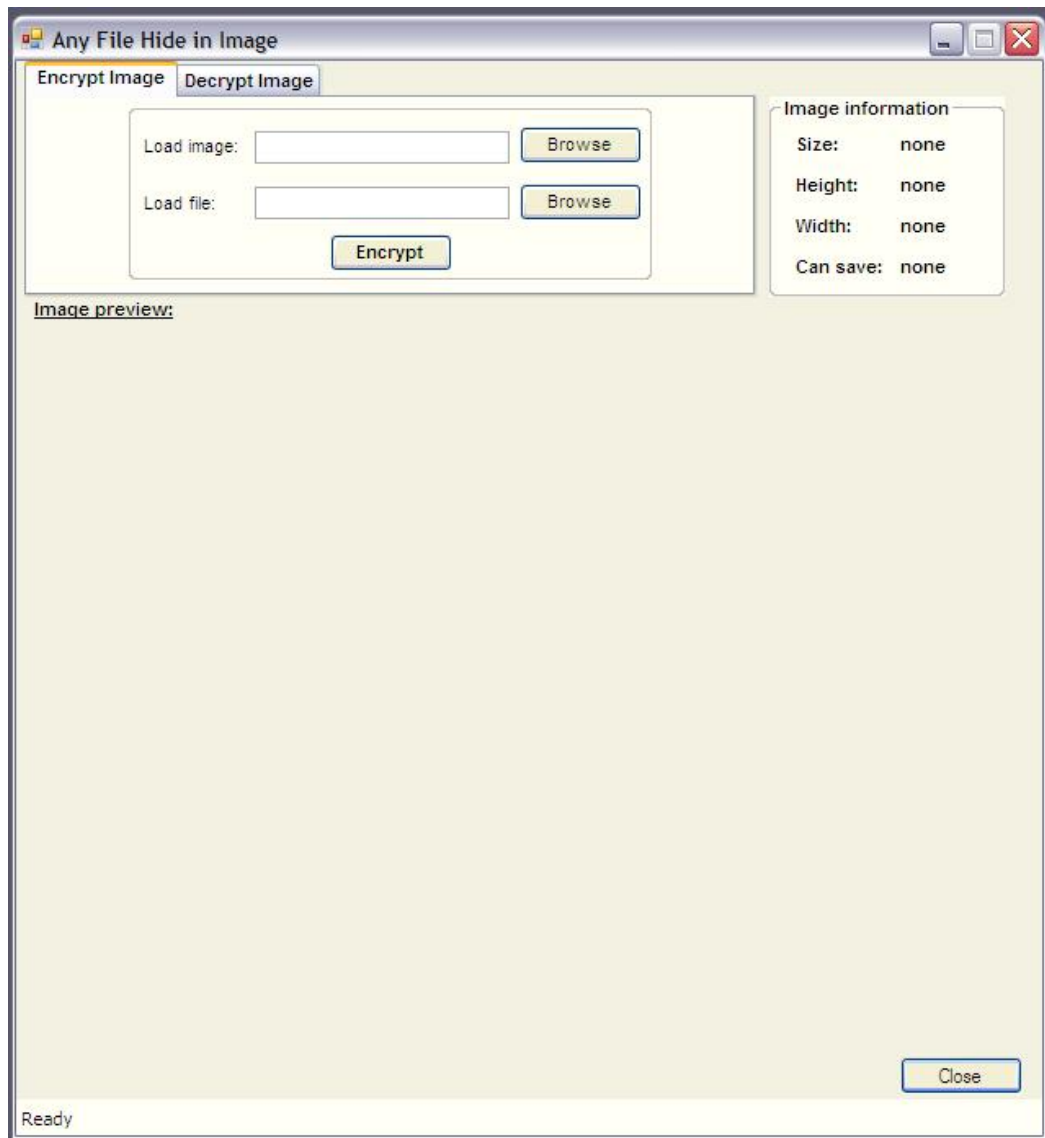 Any File Hide in Image
Encrypt Image Decrypt Image
Load image: Browse
Load file: Browse
Encrypt
Image information
Size: none
Height: none
Width: none
Can save: none
Image preview:
Close
Ready